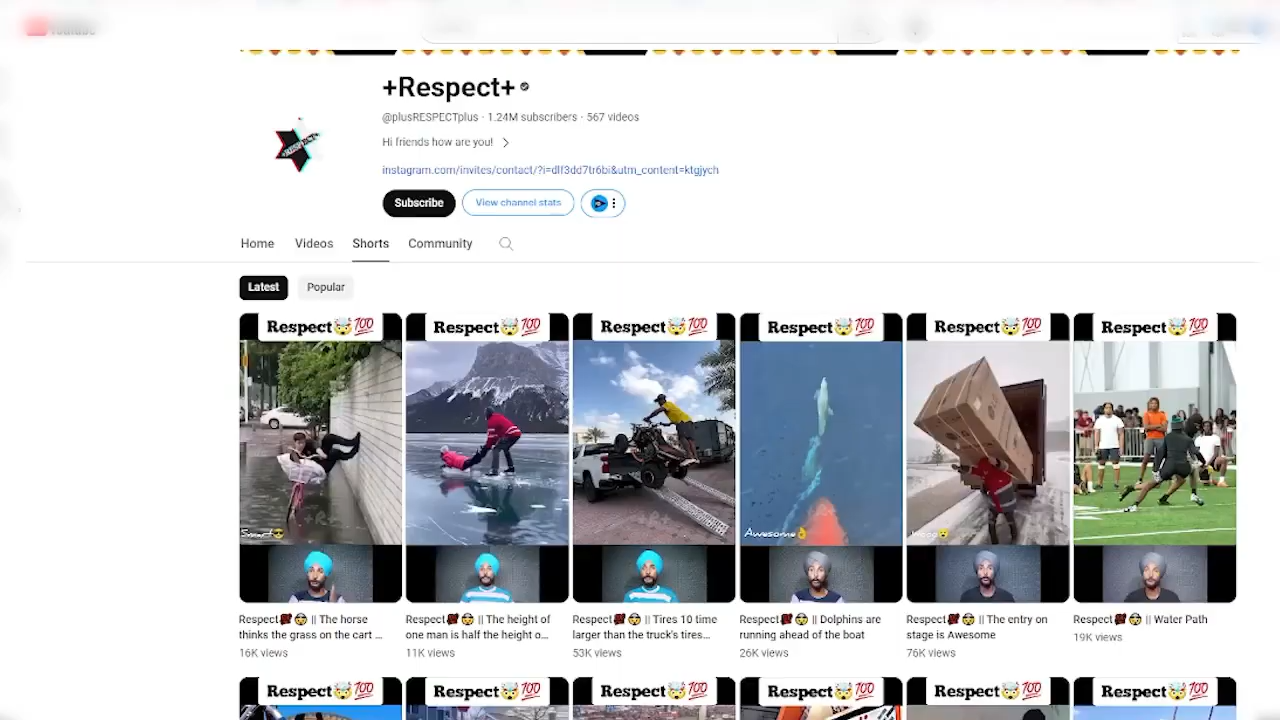 +Respect+
@plusRESPECTplus · 1.24M subscribers · 567 videos
Hi friends how are you!
instagram.com/invites/contact/?i=dlf3dd7tr6bi&utm_content=ktgjych
Subscribe
View channel stats
Home
Videos
Shorts
Community
Latest
Popular
Respect🤯💯
Respect🤯💯
Respect🤯💯
Respect🤯💯
Respect🤯💯
Respect🤯💯
Smart😎
Awesome👌
Respect💯 😳 || The horse
thinks the grass on the cart ...
16K views
Respect💯 😳 || The height of
one man is half the height o...
11K views
Respect💯 😳 || Tires 10 time
larger than the truck's tires...
53K views
Respect💯 😳 || Dolphins are
running ahead of the boat
26K views
Respect💯 😳 || The entry on
stage is Awesome
76K views
Respect💯 😳 || Water Path
19K views
Respect🤯💯
Respect🤯💯
Respect🤯💯
Respect🤯💯
Respect🤯💯
Respect🤯💯